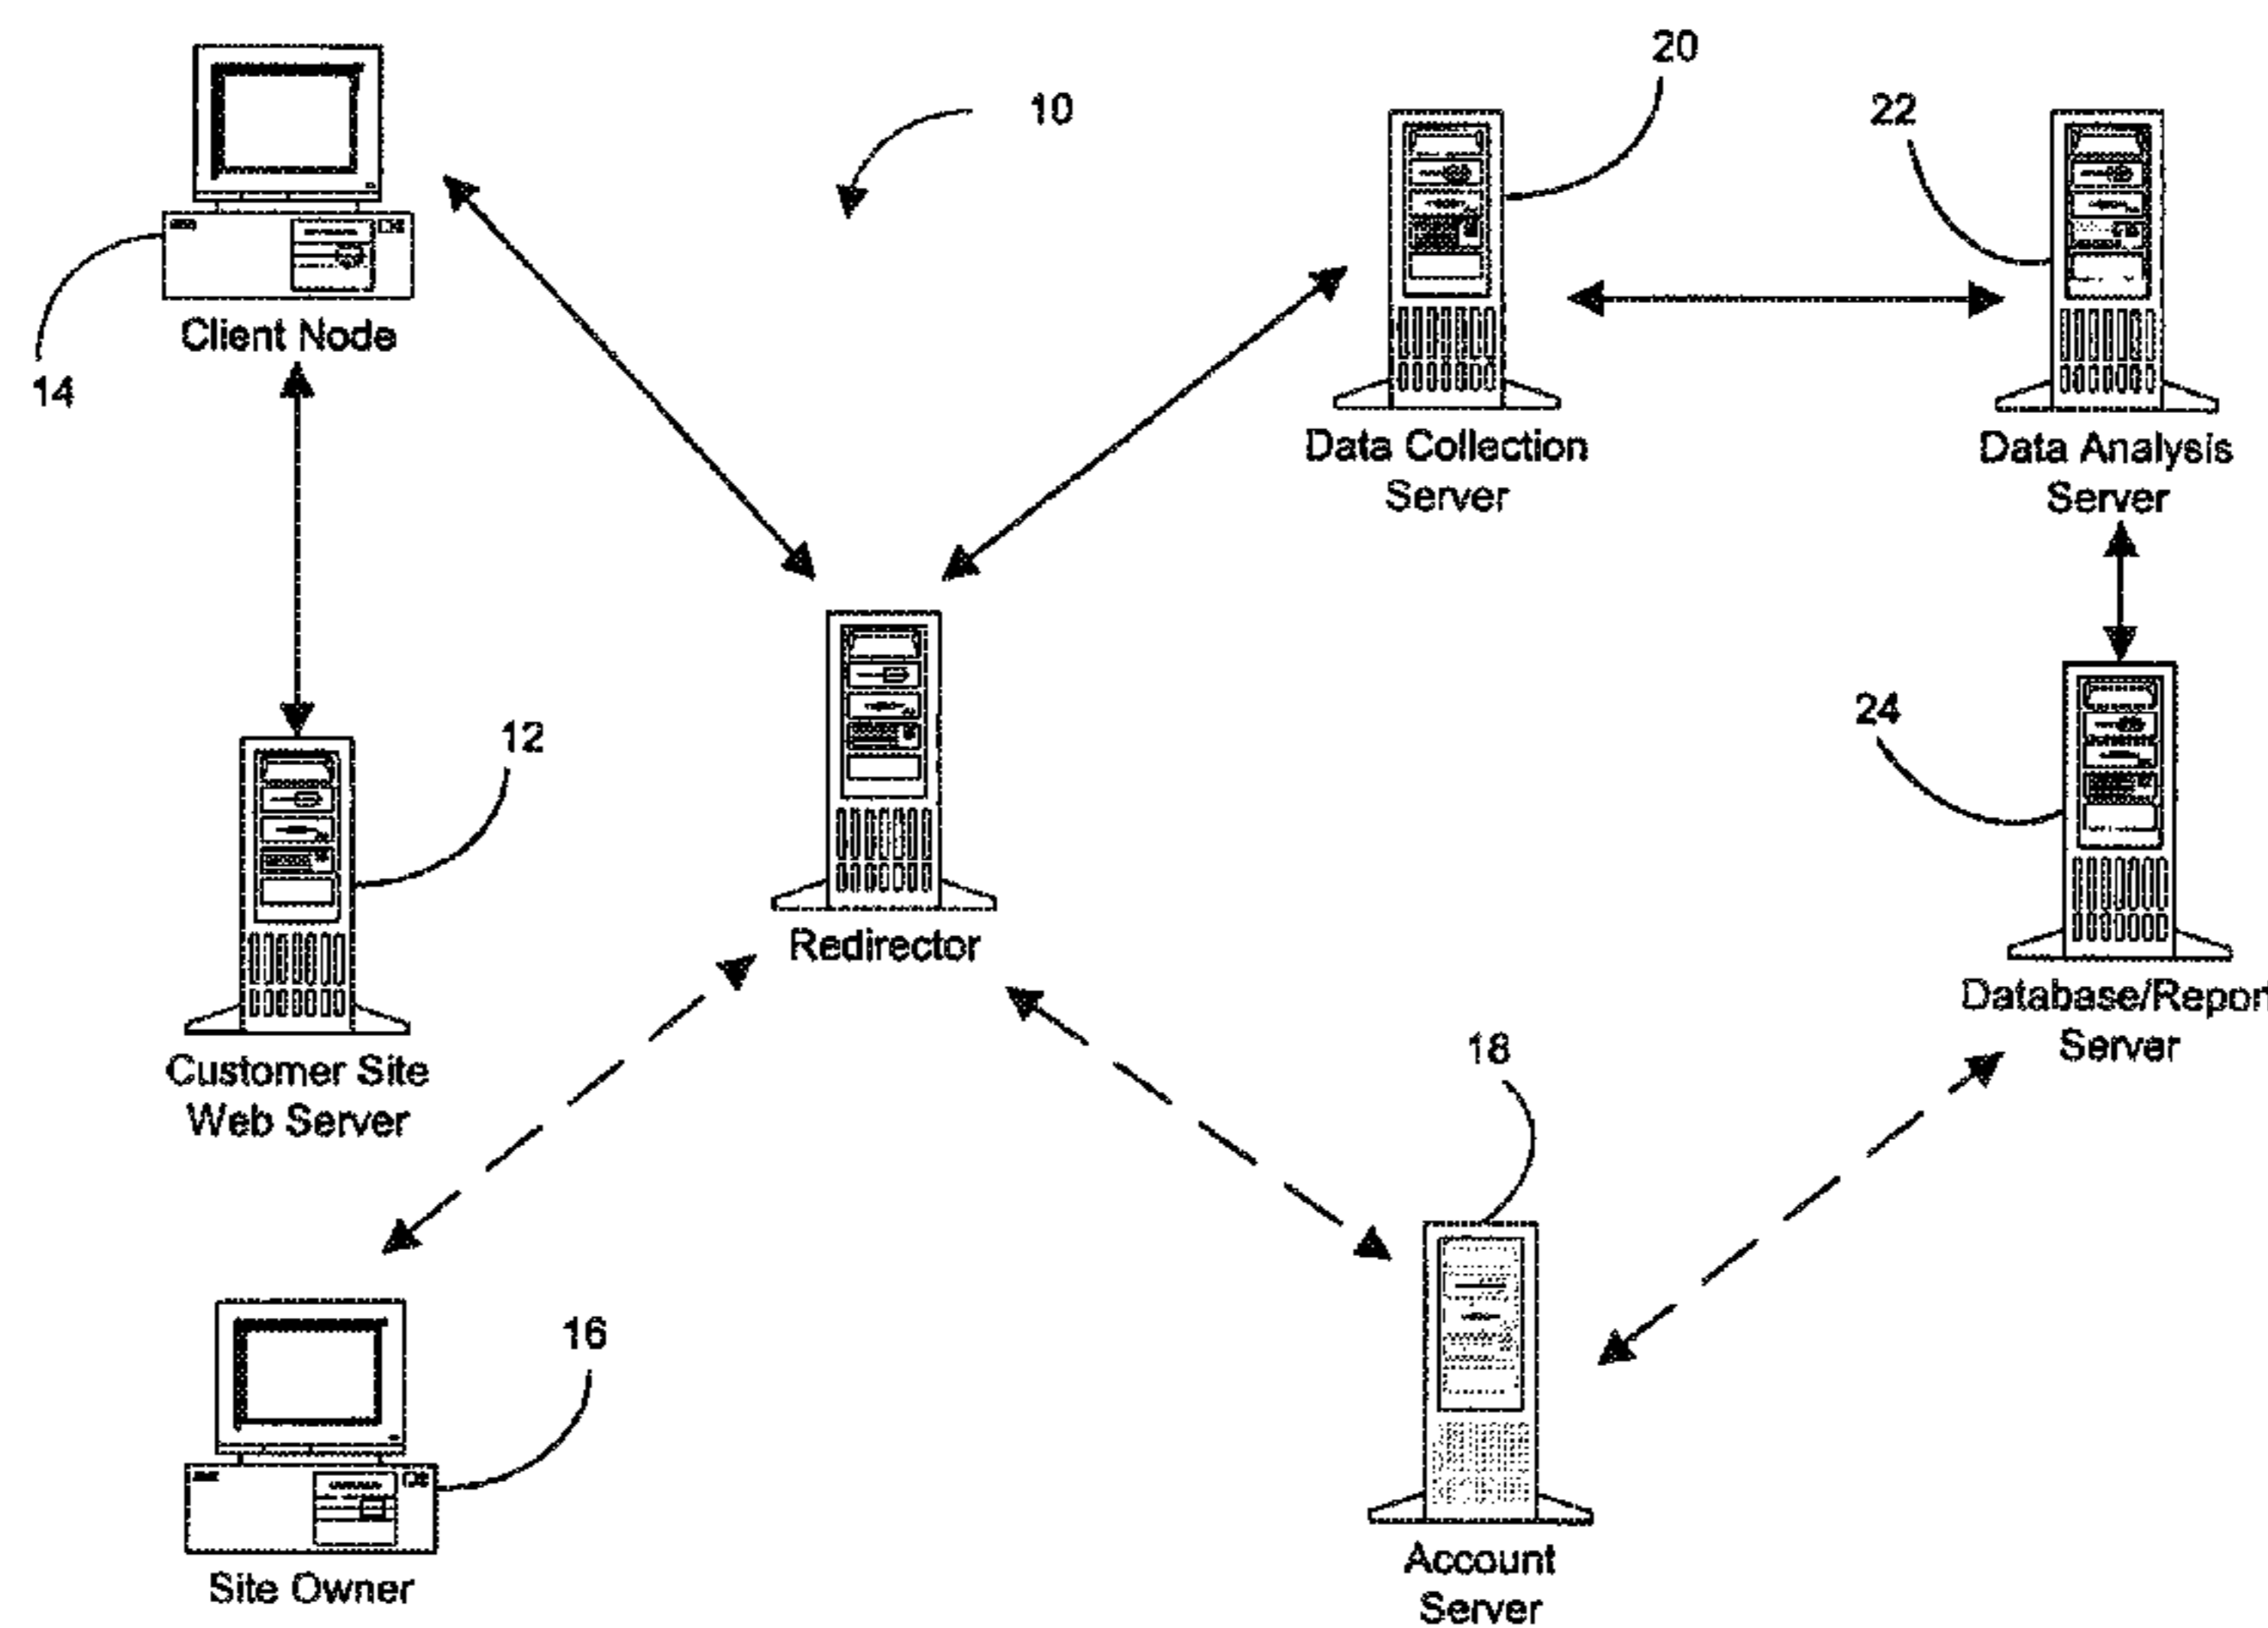 20
10
22
Client Node
14
Data Collection
Server
Data Analysis
Server
12
24
Redirector
Database/Report
Server
Customer Site
Web Server
18
16
Site Owner
Account
Server